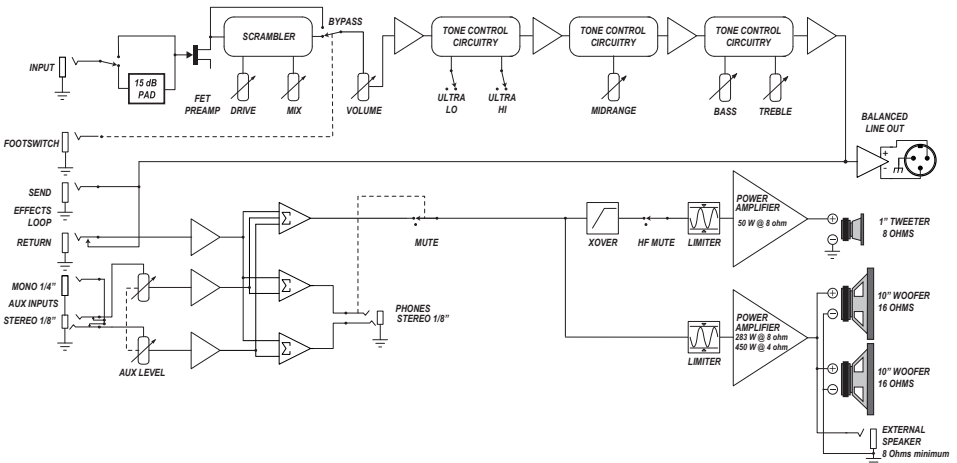 INPUT
15 dB
PAD
FET
PREAMP
SCRAMBLER
DRIVE
MIX
BYPASS
VOLUME
TONE CONTROL
CIRCUITRY
ULTRA
LO
ULTRA
HI
TONE CONTROL
CIRCUITRY
MIDRANGE
TONE CONTROL
CIRCUITRY
BASS
TREBLE
BALANCED
LINE OUT
+
-
FOOTSWITCH
SEND
EFFECTS
LOOP
RETURN
MONO 1/4"
AUX INPUTS
STEREO 1/8"
AUX LEVEL
Σ
Σ
Σ
PHONES
STEREO 1/8"
MUTE
XOVER
HF MUTE
LIMITER
POWER
AMPLIFIER
50 W @ 8 ohm
+
-
1" TWEETER
8 OHMS
LIMITER
POWER
AMPLIFIER
283 W @ 8 ohm
450 W @ 4 ohm
+
-
10" WOOFER
16 OHMS
+
-
10" WOOFER
16 OHMS
EXTERNAL
SPEAKER
8 Ohms minimum